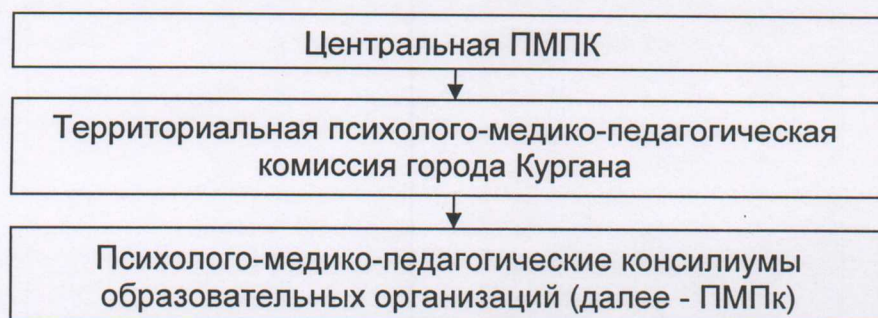 Центральная ПМПК
Территориальная психолого-медико-педагогическая
комиссия города Кургана
Психолого-медико-педагогические консилиумы
образовательных организаций (далее - ПМПк)